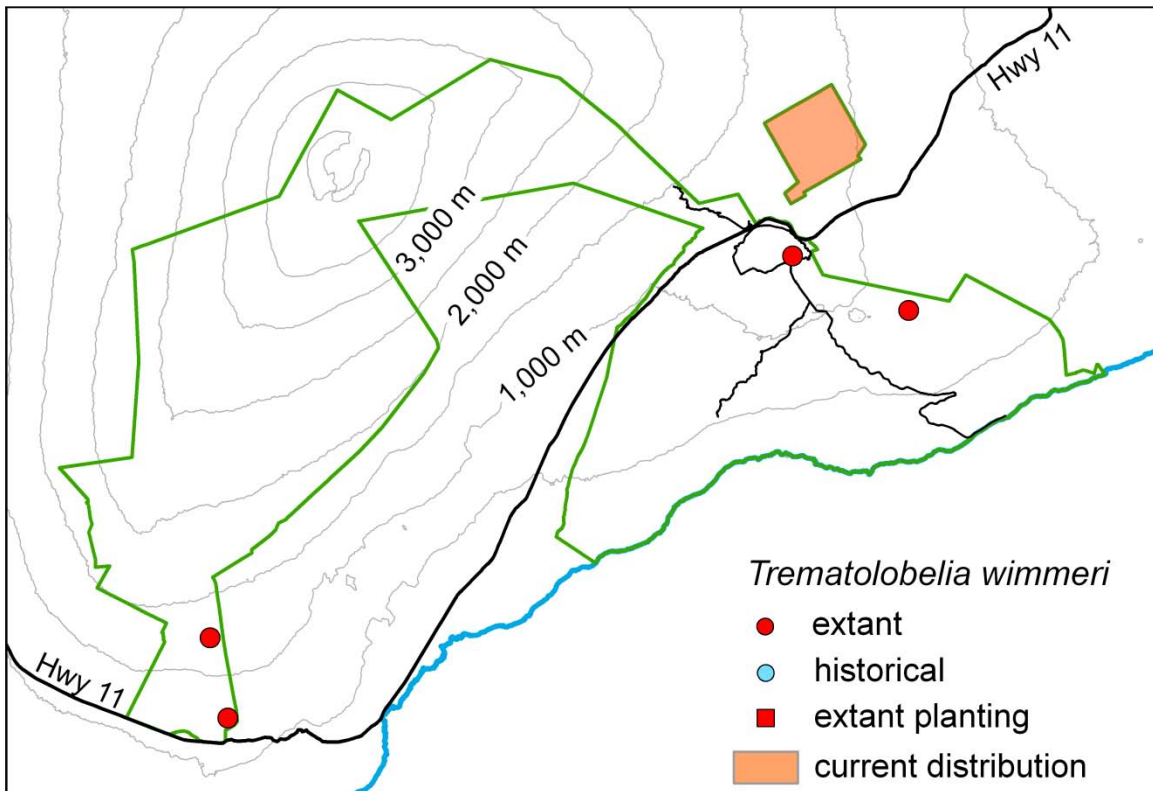 Hwy 11
3,000 m
2,000 m
1,000 m
Hwy 11
Trematolobelia wimmeri
extant
historical
extant planting
current distribution